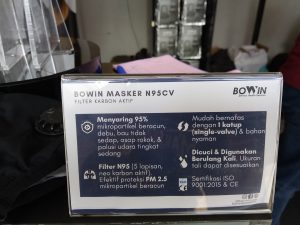 BOWIN MASKER N95CV
FILTER KARBON AKTIF
BOWIN
Menyaring 95%
mikropartikel beracun,
debu, bau tidak
sedap, asap rokok, &
polusi udara tingkat
sedang
Filter N95 (5 lapisan,
neo karbon aktif).
Efektif proteksi PM 2.5
mikropartikel beracun
Mudah bernafas
dengan 1 katup
(single-valve) & bahan
nyaman
Dicuci & Digunakan
Berulang Kali. Ukuran
tali dapat disesuaikan
Sertifikasi ISO
9001:2015 & CE